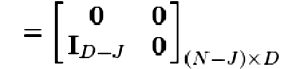 = [ 0 0
I_{D−J} 0 ]_{(N−J)×D}